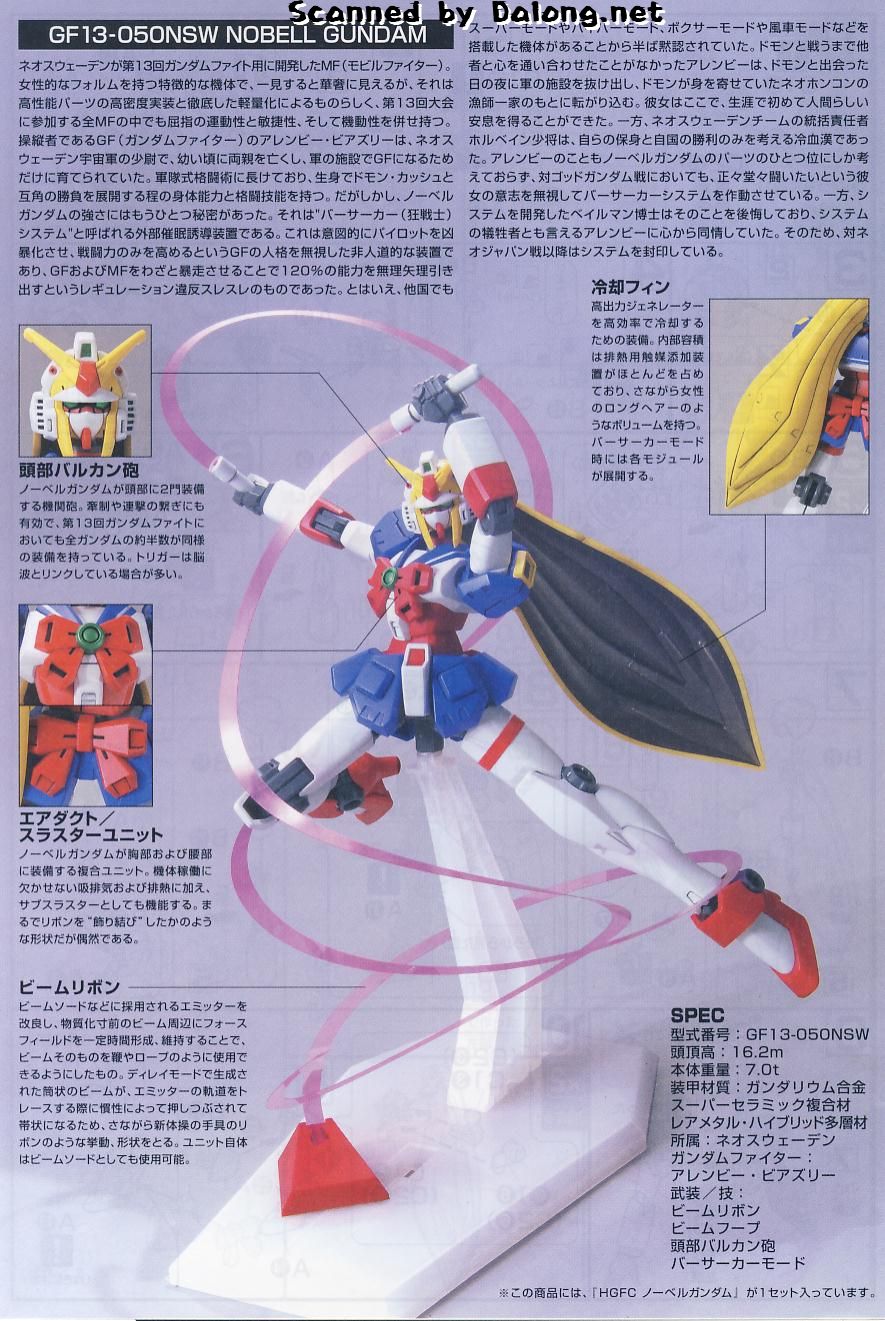 Scanned by Dalong.net
GF13-050NSW NOBELL GUNDAM
ネオスウェーデンが第13回ガンダムファイト用に開発したMF（モビルファイター）。
女性的なフォルムを持つ特徴的な機体で、一見すると華奢に見えるが、それは
高性能パーツの高密度実装と徹底した軽量化によるものらしく、第13回大会
に参加する全MFの中でも屈指の運動性と敏捷性、そして機動性を併せ持つ。
操縦者であるGF（ガンダムファイター）のアレンビー・ビアズリーは、ネオス
ウェーデン宇宙軍の少尉で、幼い頃に両親を亡くし、軍の施設でGFになるため
だけに育てられていた。軍隊式格闘術に長けており、生身でドモン・カッシュと
互角の勝負を展開する程の身体能力と格闘技能を持つ。だがしかし、ノーベル
ガンダムの強さにはもうひとつ秘密があった。それは"バーサーカー（狂戦士）
システム"と呼ばれる外部催眠誘導装置である。これは意図的にパイロットを凶
暴化させ、戦闘力のみを高めるというGFの人格を無視した非人道的な装置で
あり、GFおよびMFをわざと暴走させることで120%の能力を無理矢理引き
出すというレギュレーション違反スレスレのものであった。とはいえ、他国でも
スーパーモードやハイパーモード、ボクサーモードや風車モードなどを
搭載した機体があることから半ば黙認されていた。ドモンと戦うまで他
者と心を通い合わせたことがなかったアレンビーは、ドモンと出会った
日の夜に軍の施設を抜け出し、ドモンが身を寄せていたネオホンコンの
漁師一家のもとに転がり込む。彼女はここで、生涯で初めて人間らしい
安息を得ることができた。一方、ネオスウェーデンチームの統括責任者
ホルベイン少将は、自らの保身と自国の勝利のみを考える冷血漢であっ
た。アレンビーのこともノーベルガンダムのパーツのひとつ位にしか考
えておらず、対ゴッドガンダム戦においても、正々堂々闘いたいという彼
女の意志を無視してバーサーカーシステムを作動させている。一方、シ
ステムを開発したベイルマン博士はそのことを後悔しており、システム
の犠牲者とも言えるアレンビーに心から同情していた。そのため、対ネ
オジャパン戦以降はシステムを封印している。
冷却フィン
高出力ジェネレーター
を高効率で冷却する
ための装備。内部容積
は排熱用触媒添加装
置がほとんどを占め
ており、さながら女性
のロングヘアーのよ
うなボリュームを持つ。
バーサーカーモード
時には各モジュール
が展開する。
頭部バルカン砲
ノーベルガンダムが頭部に2門装備
する機関砲。牽制や連撃の繋ぎにも
有効で、第13回ガンダムファイトに
おいても全ガンダムの約半数が同様
の装備を持っている。トリガーは脳
波とリンクしている場合が多い。
エアダクト／
スラスターユニット
ノーベルガンダムが胸部および腰部
に装備する複合ユニット。機体稼働に
欠かせない吸排気および排熱に加え、
サブスラスターとしても機能する。ま
るでリボンを"飾り結び"したかのよう
な形状だが偶然である。
ビームリボン
ビームソードなどに採用されるエミッターを
改良し、物質化寸前のビーム周辺にフォース
フィールドを一定時間形成、維持することで、
ビームそのものを鞭やロープのように使用で
きるようにしたもの。ディレイモードで生成さ
れた筒状のビームが、エミッターの軌道をト
レースする際に慣性によって押しつぶされて
帯状になるため、さながら新体操の手具のリ
ボンのような挙動、形状をとる。ユニット自体
はビームソードとしても使用可能。
SPEC
型式番号：GF13-050NSW
頭頂高：16.2m
本体重量：7.0t
装甲材質：ガンダリウム合金
スーパーセラミック複合材
レアメタル・ハイブリッド多層材
所属：ネオスウェーデン
ガンダムファイター：
アレンビー・ビアズリー
武装／技：
ビームリボン
ビームフープ
頭部バルカン砲
バーサーカーモード
※この商品には、「HGFC ノーベルガンダム」が1セット入っています。